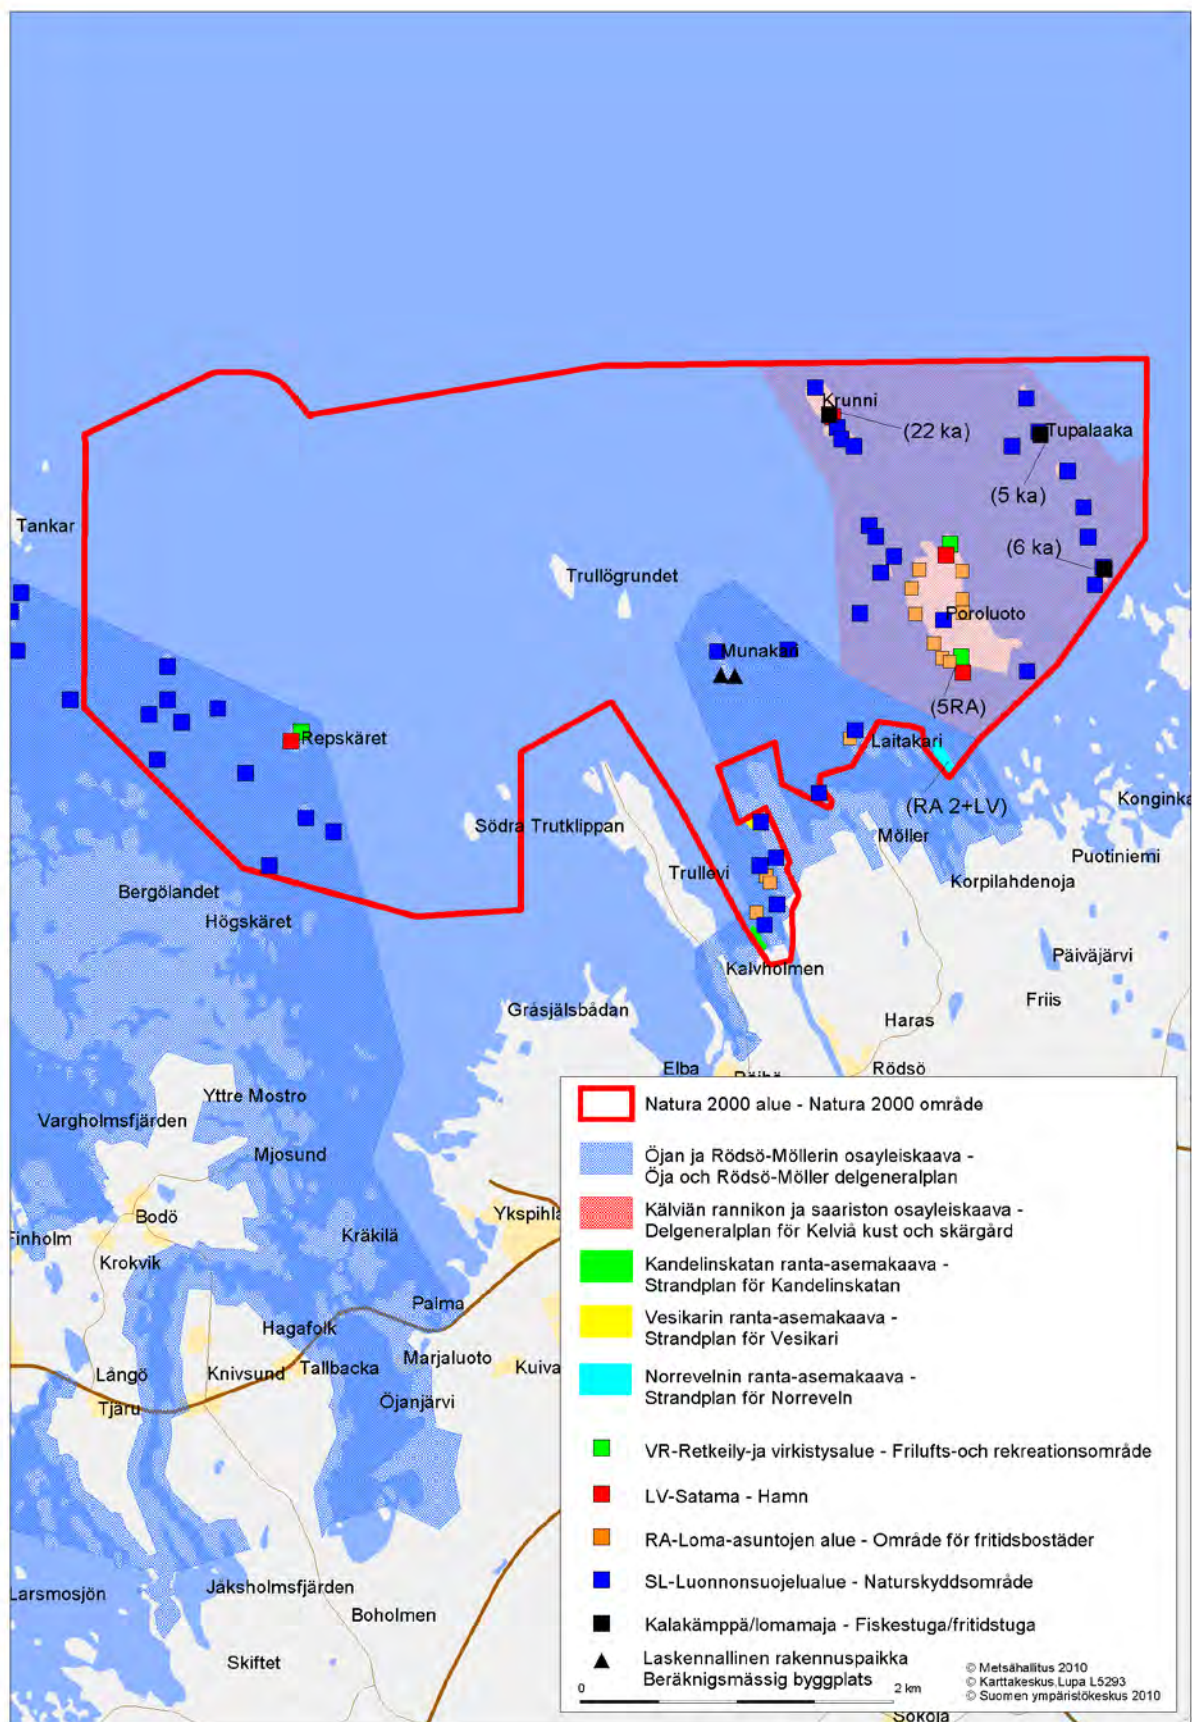 Krunni
(22 ka)
Tupalaaka
(5 ka)
Tankar
(6 ka)
Trullögrundet
Poroluoto
Munakari
(5RA)
Repskäret
Laitakari
(RA 2+LV)
Konginka
Södra Trutklippan
Möller
Puotiniemi
Trullevi
Korpilahdenoja
Bergölandet
Högskäret
Päiväjärvi
Kalvholmen
Friis
Gråsjälsbådan
Haras
Elba
Rödsö
Yttre Mostro
Vargholmsfjärden
Mjosund
Bodö
Ykspihla
Finholm
Kråkilä
Krokvik
Palma
Hagafolk
Marjaluoto
Långö
Knivsund
Tallbacka
Kuiva
Tjäru
Öjanjärvi
Larsmosjön
Jåksholmsfjärden
Boholmen
Skiftet
Sokoja
Natura 2000 alue - Natura 2000 område
Öjan ja Rödsö-Möllerin osayleiskaava -
Öja och Rödsö-Möller delgeneralplan
Kälviän rannikon ja saariston osayleiskaava -
Delgeneralplan för Kelviå kust och skärgård
Kandelinskatan ranta-asemakaava -
Strandplan för Kandelinskatan
Vesikarin ranta-asemakaava -
Strandplan för Vesikari
Norrevelnin ranta-asemakaava -
Strandplan för Norreveln
VR-Retkeily-ja virkistysalue - Frilufts-och rekreationsområde
LV-Satama - Hamn
RA-Loma-asuntojen alue - Område för fritidsbostäder
SL-Luonnonsuojelualue - Naturskyddsområde
Kalakämppä/lomamaja - Fiskestuga/fritidstuga
Laskennallinen rakennuspaikka
Beräknigsmässig byggplats
0 2 km
© Metsähallitus 2010
© Karttakeskus,Lupa L5293
© Suomen ympäristökeskus 2010